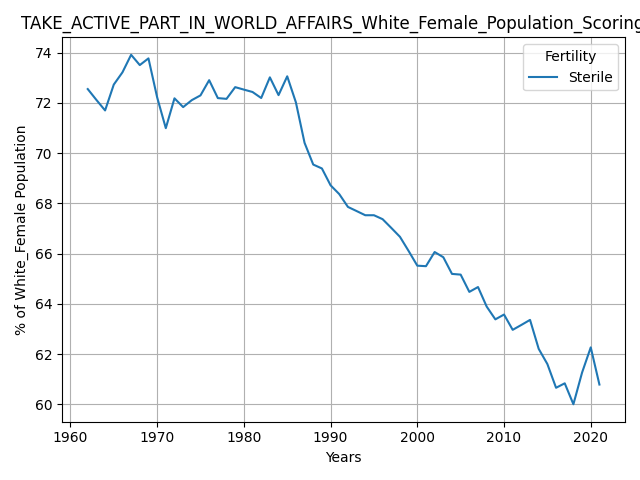 TAKE_ACTIVE_PART_IN_WORLD_AFFAIRS_White_Female_Population_Scoring
Fertility
Sterile
% of White_Female Population
74
72
70
68
66
64
62
60
1960 1970 1980 1990 2000 2010 2020
Years